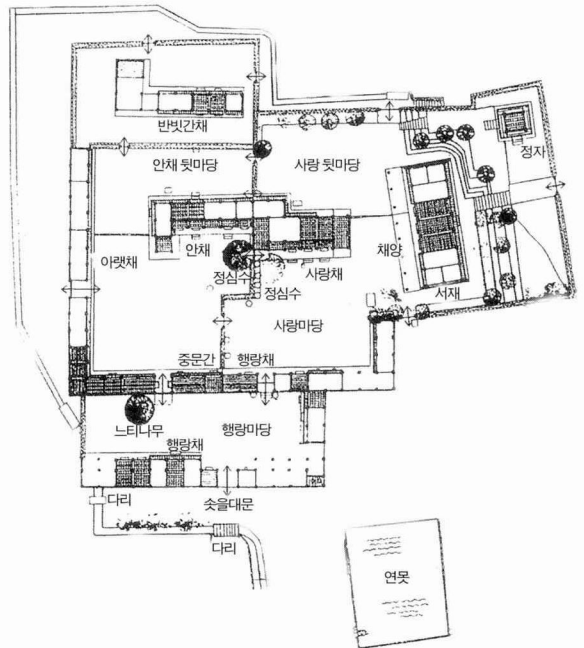 반빗간채
정자
안채 뒷마당
사랑 뒷마당
안채
채양
아랫채
정심수
사랑채
정심수
서재
사랑마당
중문간
행랑채
느티나무
행랑마당
행랑채
다리
솟을대문
다리
연못